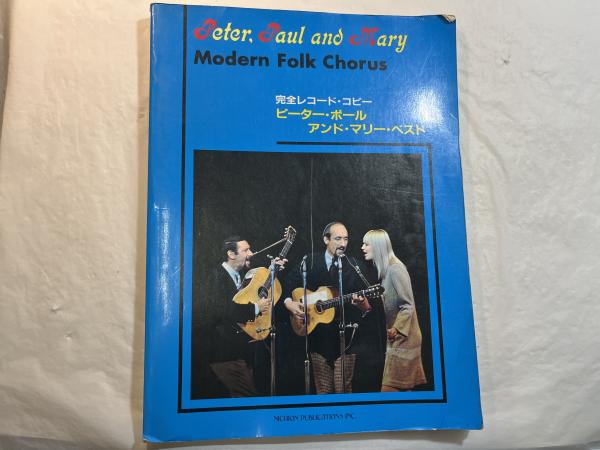 Peter, Paul and Mary
Modern Folk Chorus
完全レコード・コピー
ピーター・ポール
アンド・マリー・ベスト
NICHION PUBLICATIONS INC.